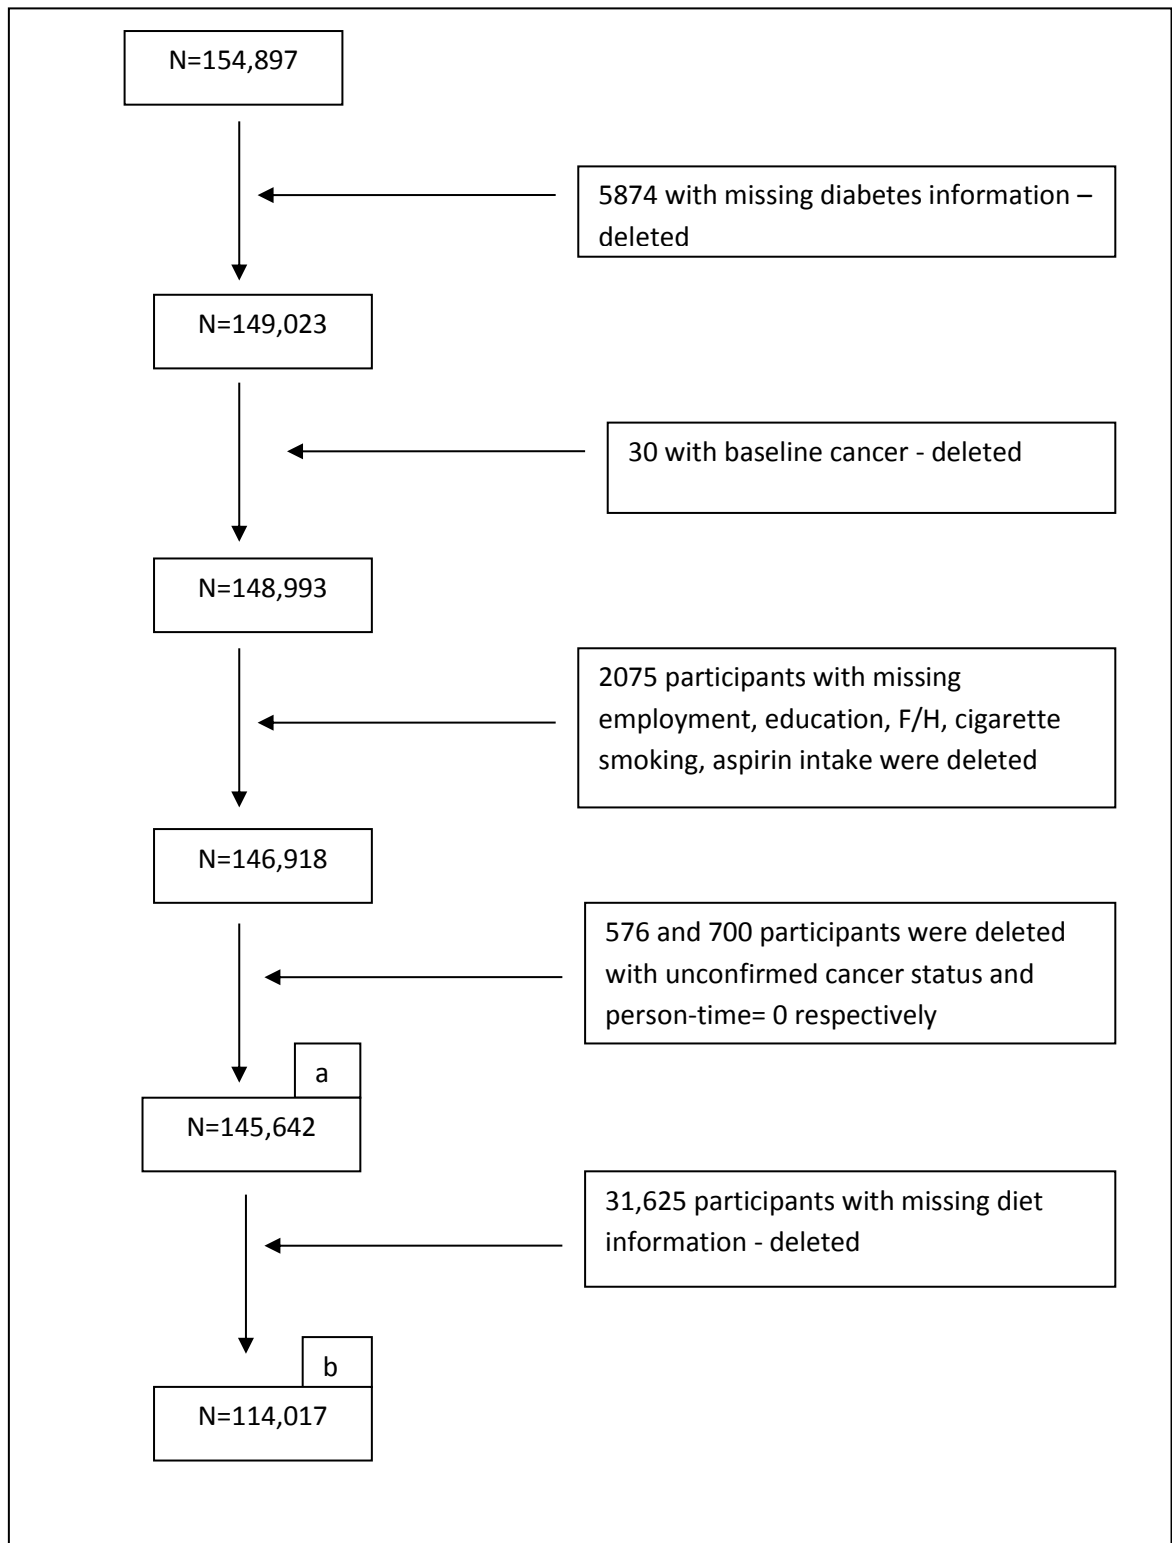 N=154,897
5874 with missing diabetes information –
deleted
N=149,023
30 with baseline cancer - deleted
N=148,993
2075 participants with missing
employment, education, F/H, cigarette
smoking, aspirin intake were deleted
N=146,918
576 and 700 participants were deleted
with unconfirmed cancer status and
person-time= 0 respectively
a
N=145,642
31,625 participants with missing diet
information - deleted
b
N=114,017